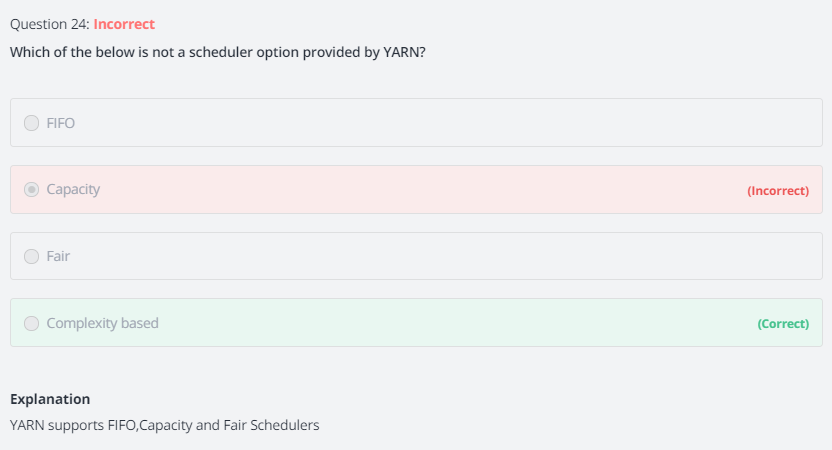 Question 24: Incorrect
Which of the below is not a scheduler option provided by YARN?
FIFO
Capacity (Incorrect)
Fair
Complexity based (Correct)
Explanation
YARN supports FIFO,Capacity and Fair Schedulers